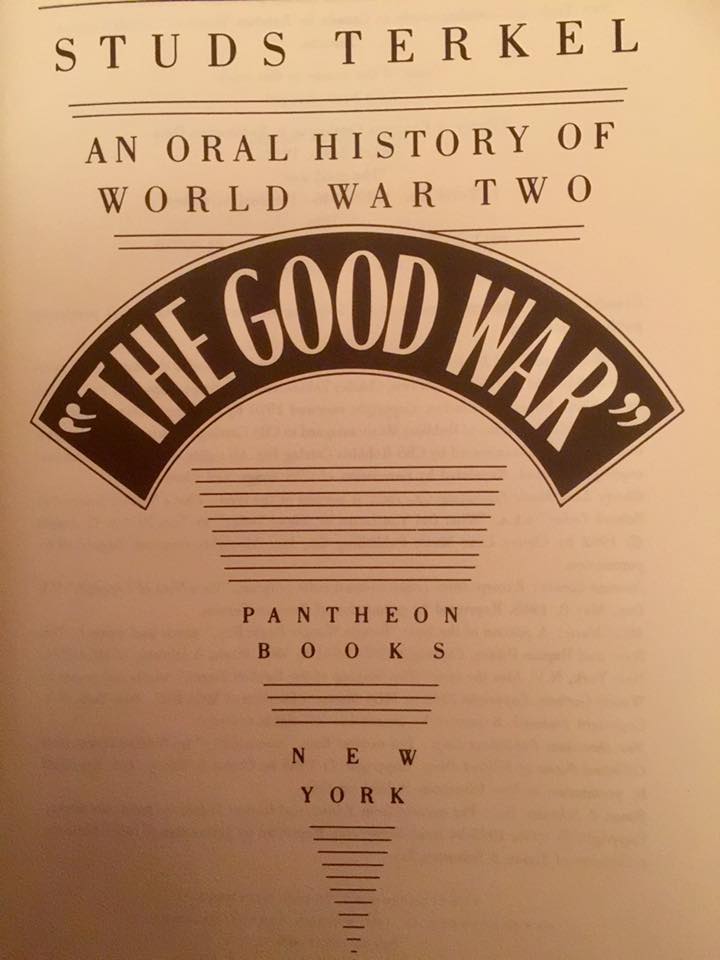 STUDS TERKEL
AN ORAL HISTORY OF
WORLD WAR TWO
"THE GOOD WAR"
PANTHEON
BOOKS
NEW
YORK